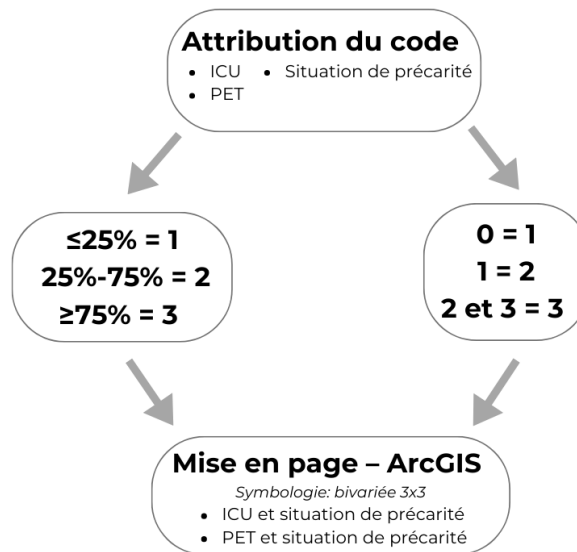 Attribution du code
• ICU • Situation de précarité
• PET
≤25% = 1
25%-75% = 2
≥75% = 3
0 = 1
1 = 2
2 et 3 = 3
Mise en page – ArcGIS
Symbologie: bivariée 3x3
• ICU et situation de précarité
• PET et situation de précarité